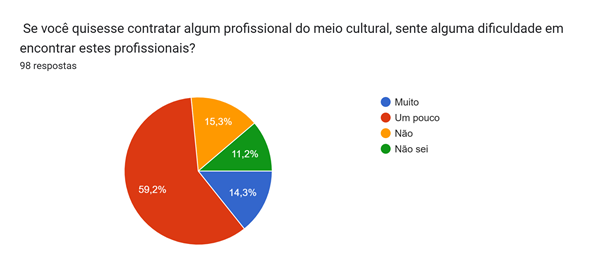 Se você quisesse contratar algum profissional do meio cultural, sente alguma dificuldade em
encontrar estes profissionais?
98 respostas
Muito
Um pouco
Não
Não sei
15,3%
11,2%
59,2%
14,3%